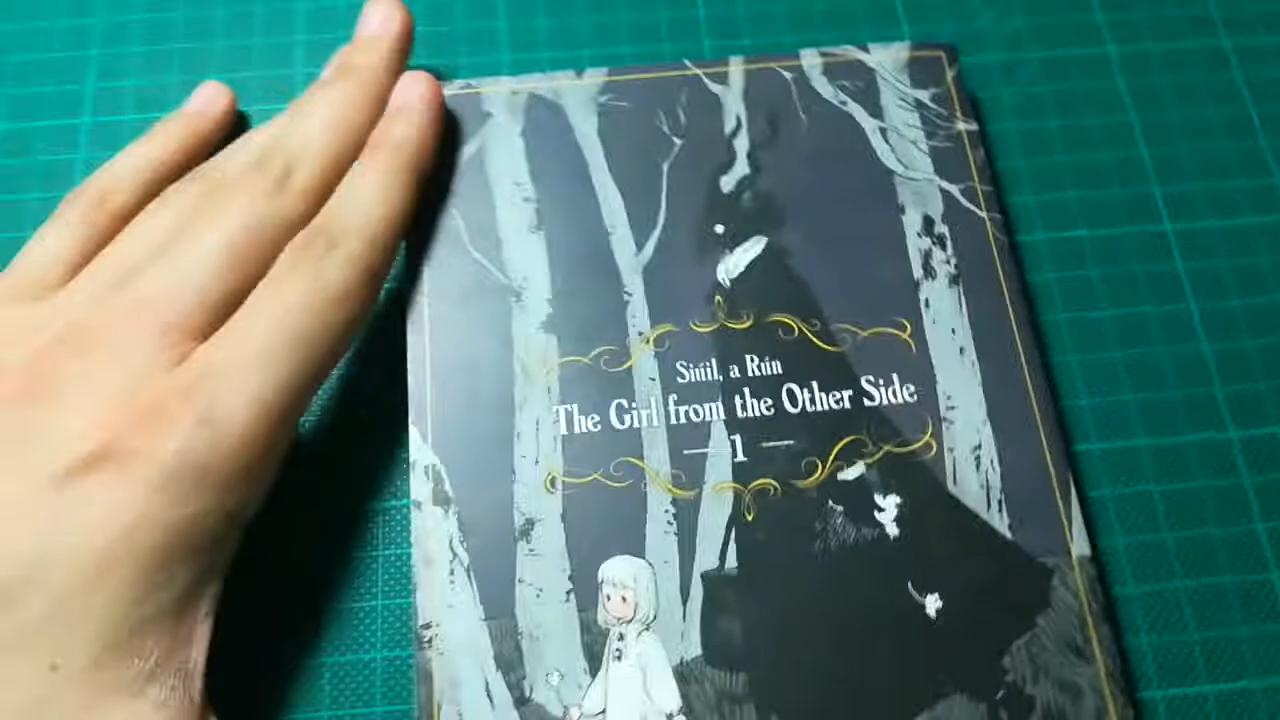 Siúil, a Rún
The Girl from the Other Side
1